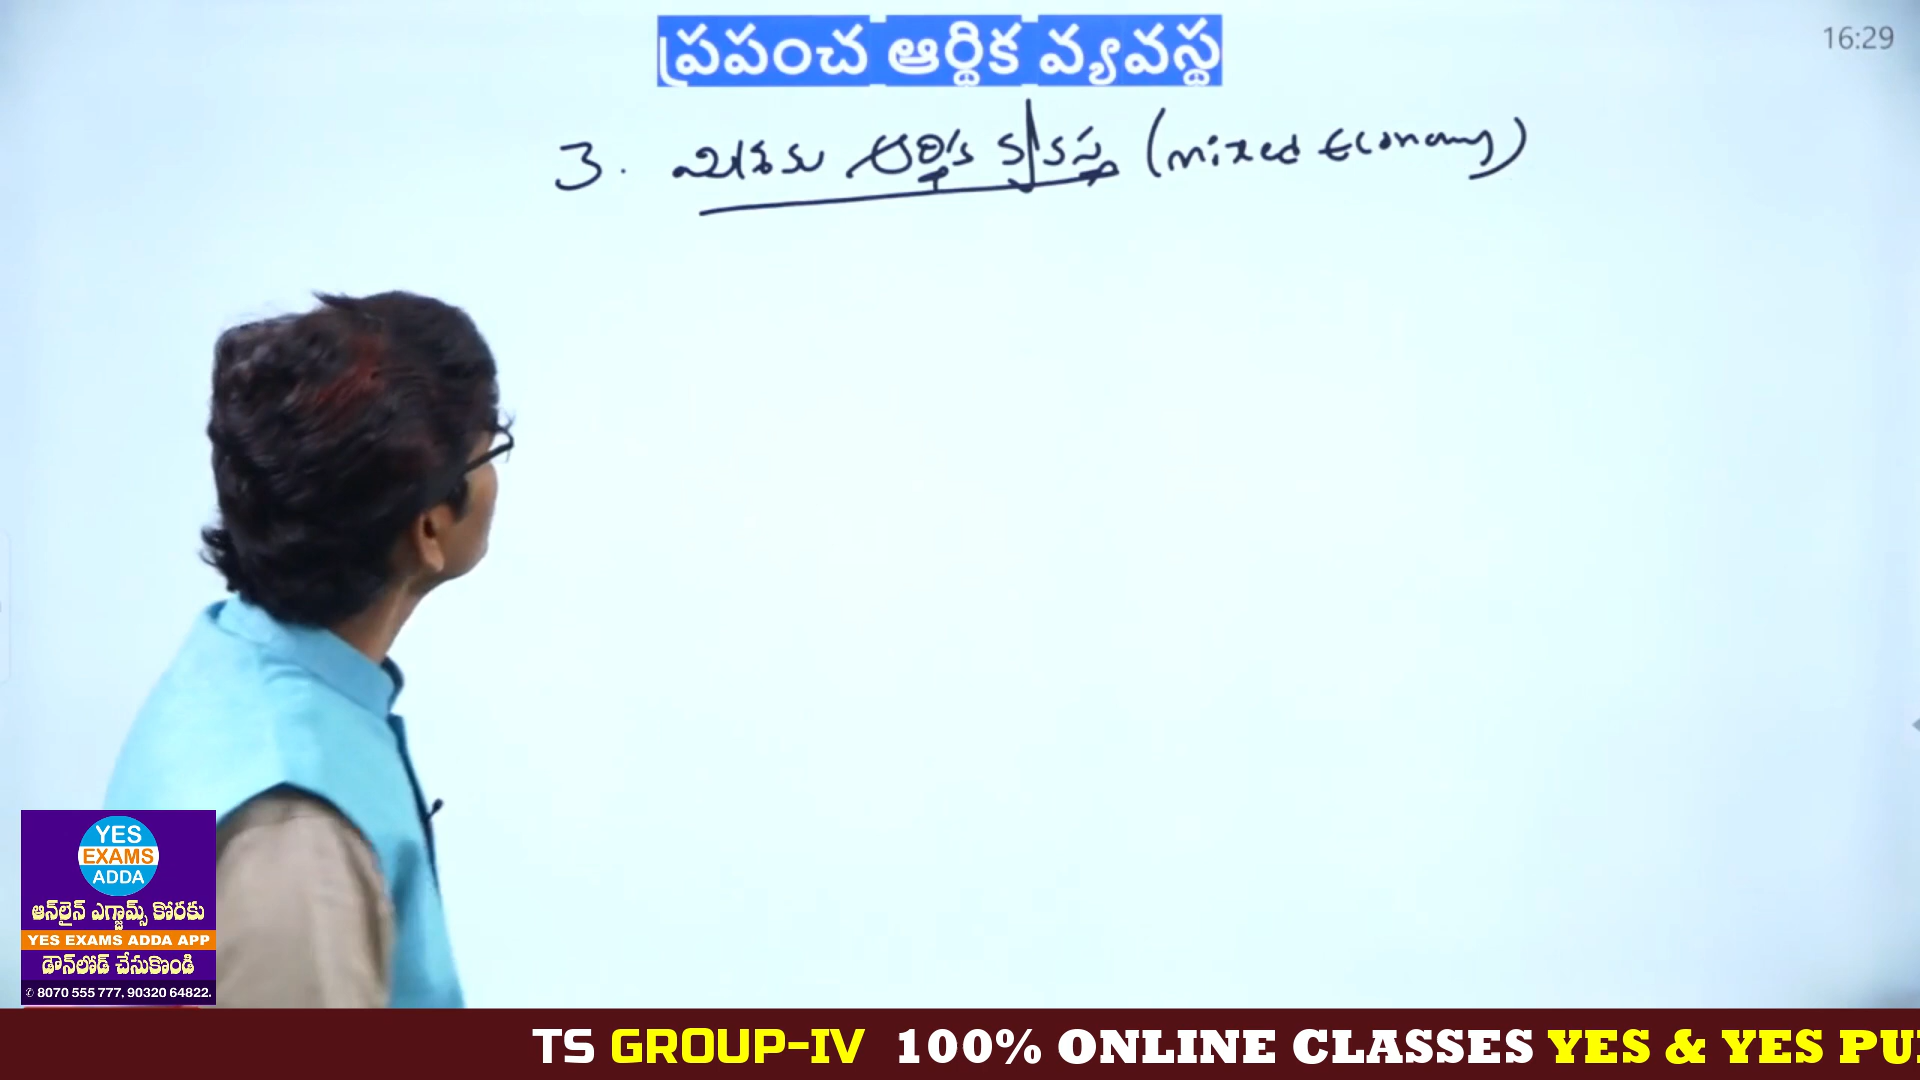 ప్రపంచ ఆర్థిక వ్యవస్థ
16:29
3. మిశ్రమ ఆర్థిక వ్యవస్థ (mixed Economy)
YES
EXAMS
ADDA
ఆన్‌లైన్ ఎగ్జామ్స్ కోరకు
YES EXAMS ADDA APP
డౌన్‌లోడ్ చేసుకొండి
✆ 8070 555 777, 90320 64822.
TS GROUP-IV 100% ONLINE CLASSES YES & YES